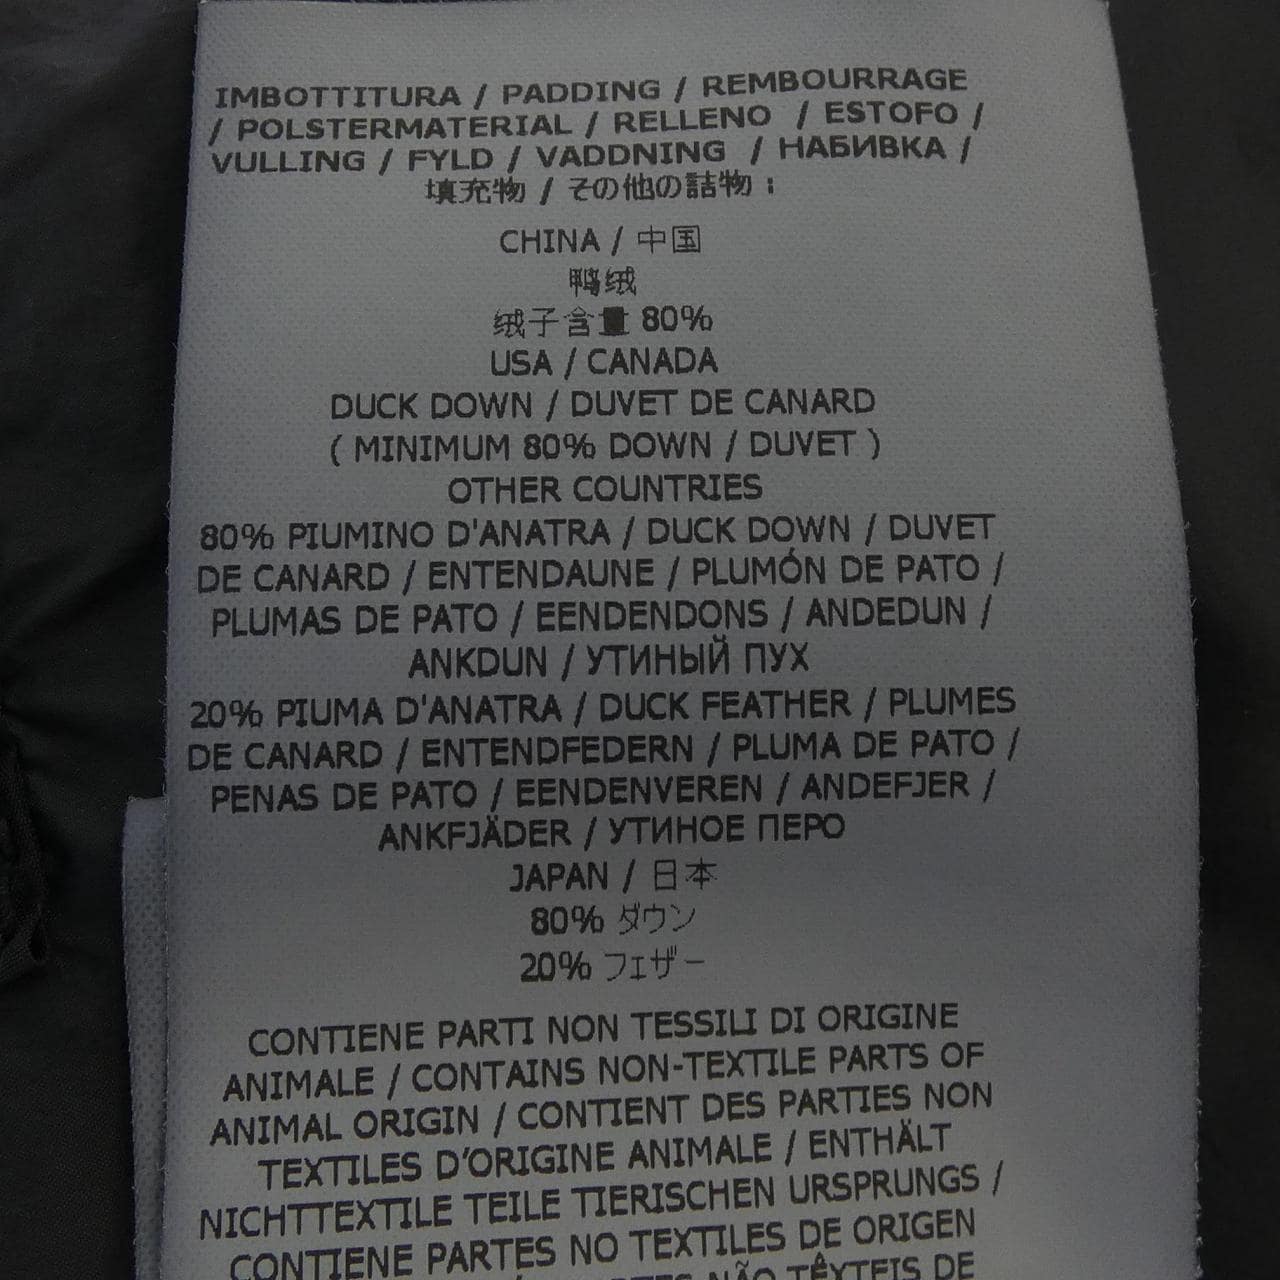 IMBOTTITURA / PADDING / REMBOURRAGE
/ POLSTERMATERIAL / RELLENO / ESTOFO /
VULLING / FYLD / VADDNING / НАБИВКА /
填充物 / その他の詰物 :
CHINA / 中国
鸭绒
绒子含量 80%
USA / CANADA
DUCK DOWN / DUVET DE CANARD
( MINIMUM 80% DOWN / DUVET )
OTHER COUNTRIES
80% PIUMINO D'ANATRA / DUCK DOWN / DUVET
DE CANARD / ENTENDAUNE / PLUMÓN DE PATO /
PLUMAS DE PATO / EENDENDONS / ANDEDUN /
ANKDUN / УТИНЫЙ ПУХ
20% PIUMA D'ANATRA / DUCK FEATHER / PLUMES
DE CANARD / ENTENDFEDERN / PLUMA DE PATO /
PENAS DE PATO / EENDENVEREN / ANDEFJER /
ANKFJÄDER / УТИНОЕ ПЕРО
JAPAN / 日本
80% ダウン
20% フェザー
CONTIENE PARTI NON TESSILI DI ORIGINE
ANIMALE / CONTAINS NON-TEXTILE PARTS OF
ANIMAL ORIGIN / CONTIENT DES PARTIES NON
TEXTILES D'ORIGINE ANIMALE / ENTHÄLT
NICHTTEXTILE TEILE TIERISCHEN URSPRUNGS /
CONTIENE PARTES NO TEXTILES DE ORIGEN
NÃO TÊXTEIS DE